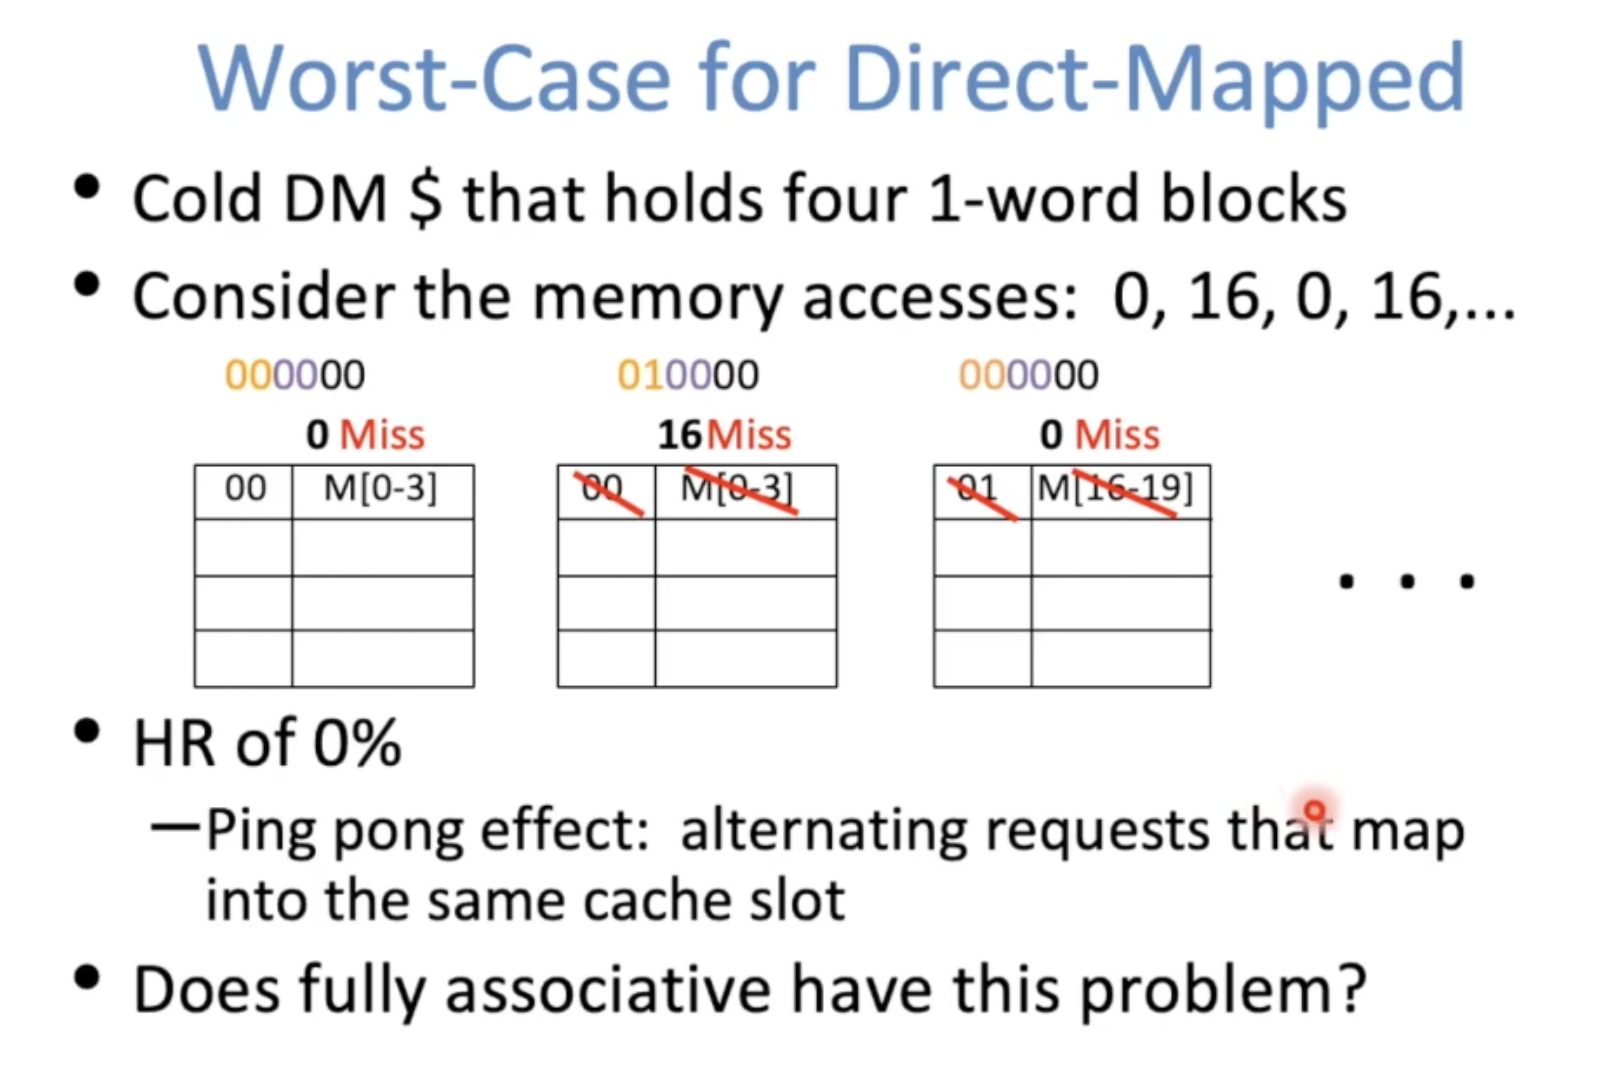 Worst-Case for Direct-Mapped
• Cold DM $ that holds four 1-word blocks
• Consider the memory accesses: 0, 16, 0, 16,...
000000 010000 000000
0 Miss 16Miss 0 Miss
00 M[0-3] 00 M[0-3] 01 M[16-19]
. . .
• HR of 0%
—Ping pong effect: alternating requests that map
into the same cache slot
• Does fully associative have this problem?